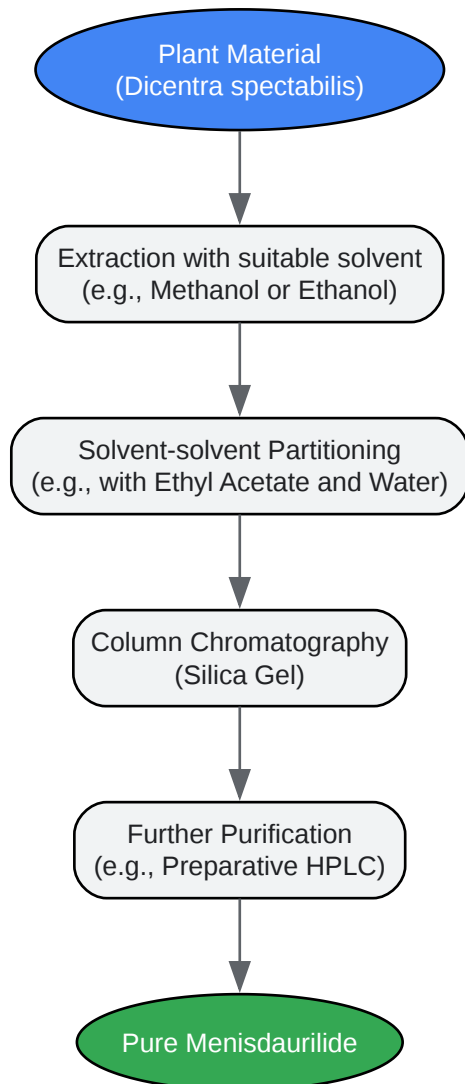 Plant Material
(Dicentra spectabilis)
Extraction with suitable solvent
(e.g., Methanol or Ethanol)
Solvent-solvent Partitioning
(e.g., with Ethyl Acetate and Water)
Column Chromatography
(Silica Gel)
Further Purification
(e.g., Preparative HPLC)
Pure Menisdaurilide